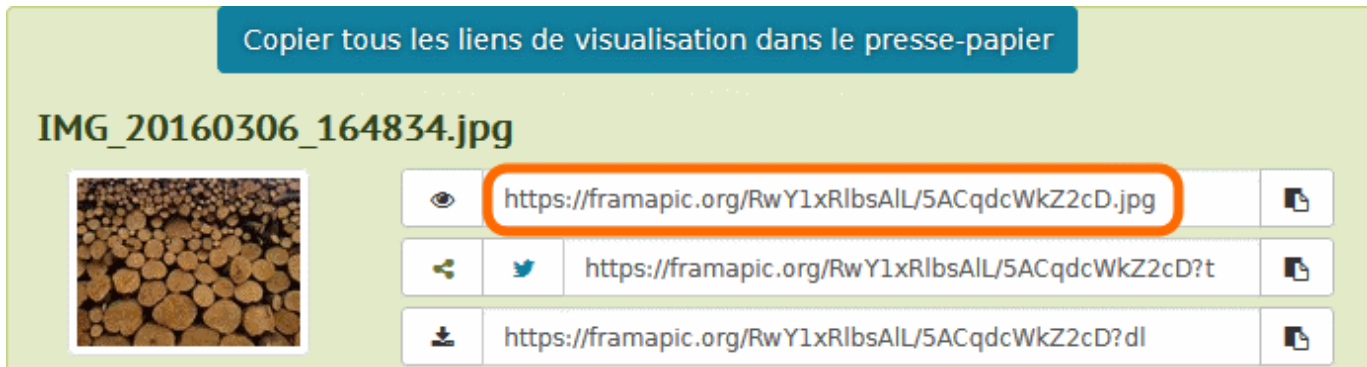 Copier tous les liens de visualisation dans le presse-papier
IMG_20160306_164834.jpg
https://framapic.org/RwY1xRlbsAlL/5ACqdcWkZ2cD.jpg
https://framapic.org/RwY1xRlbsAlL/5ACqdcWkZ2cD?t
https://framapic.org/RwY1xRlbsAlL/5ACqdcWkZ2cD?dl